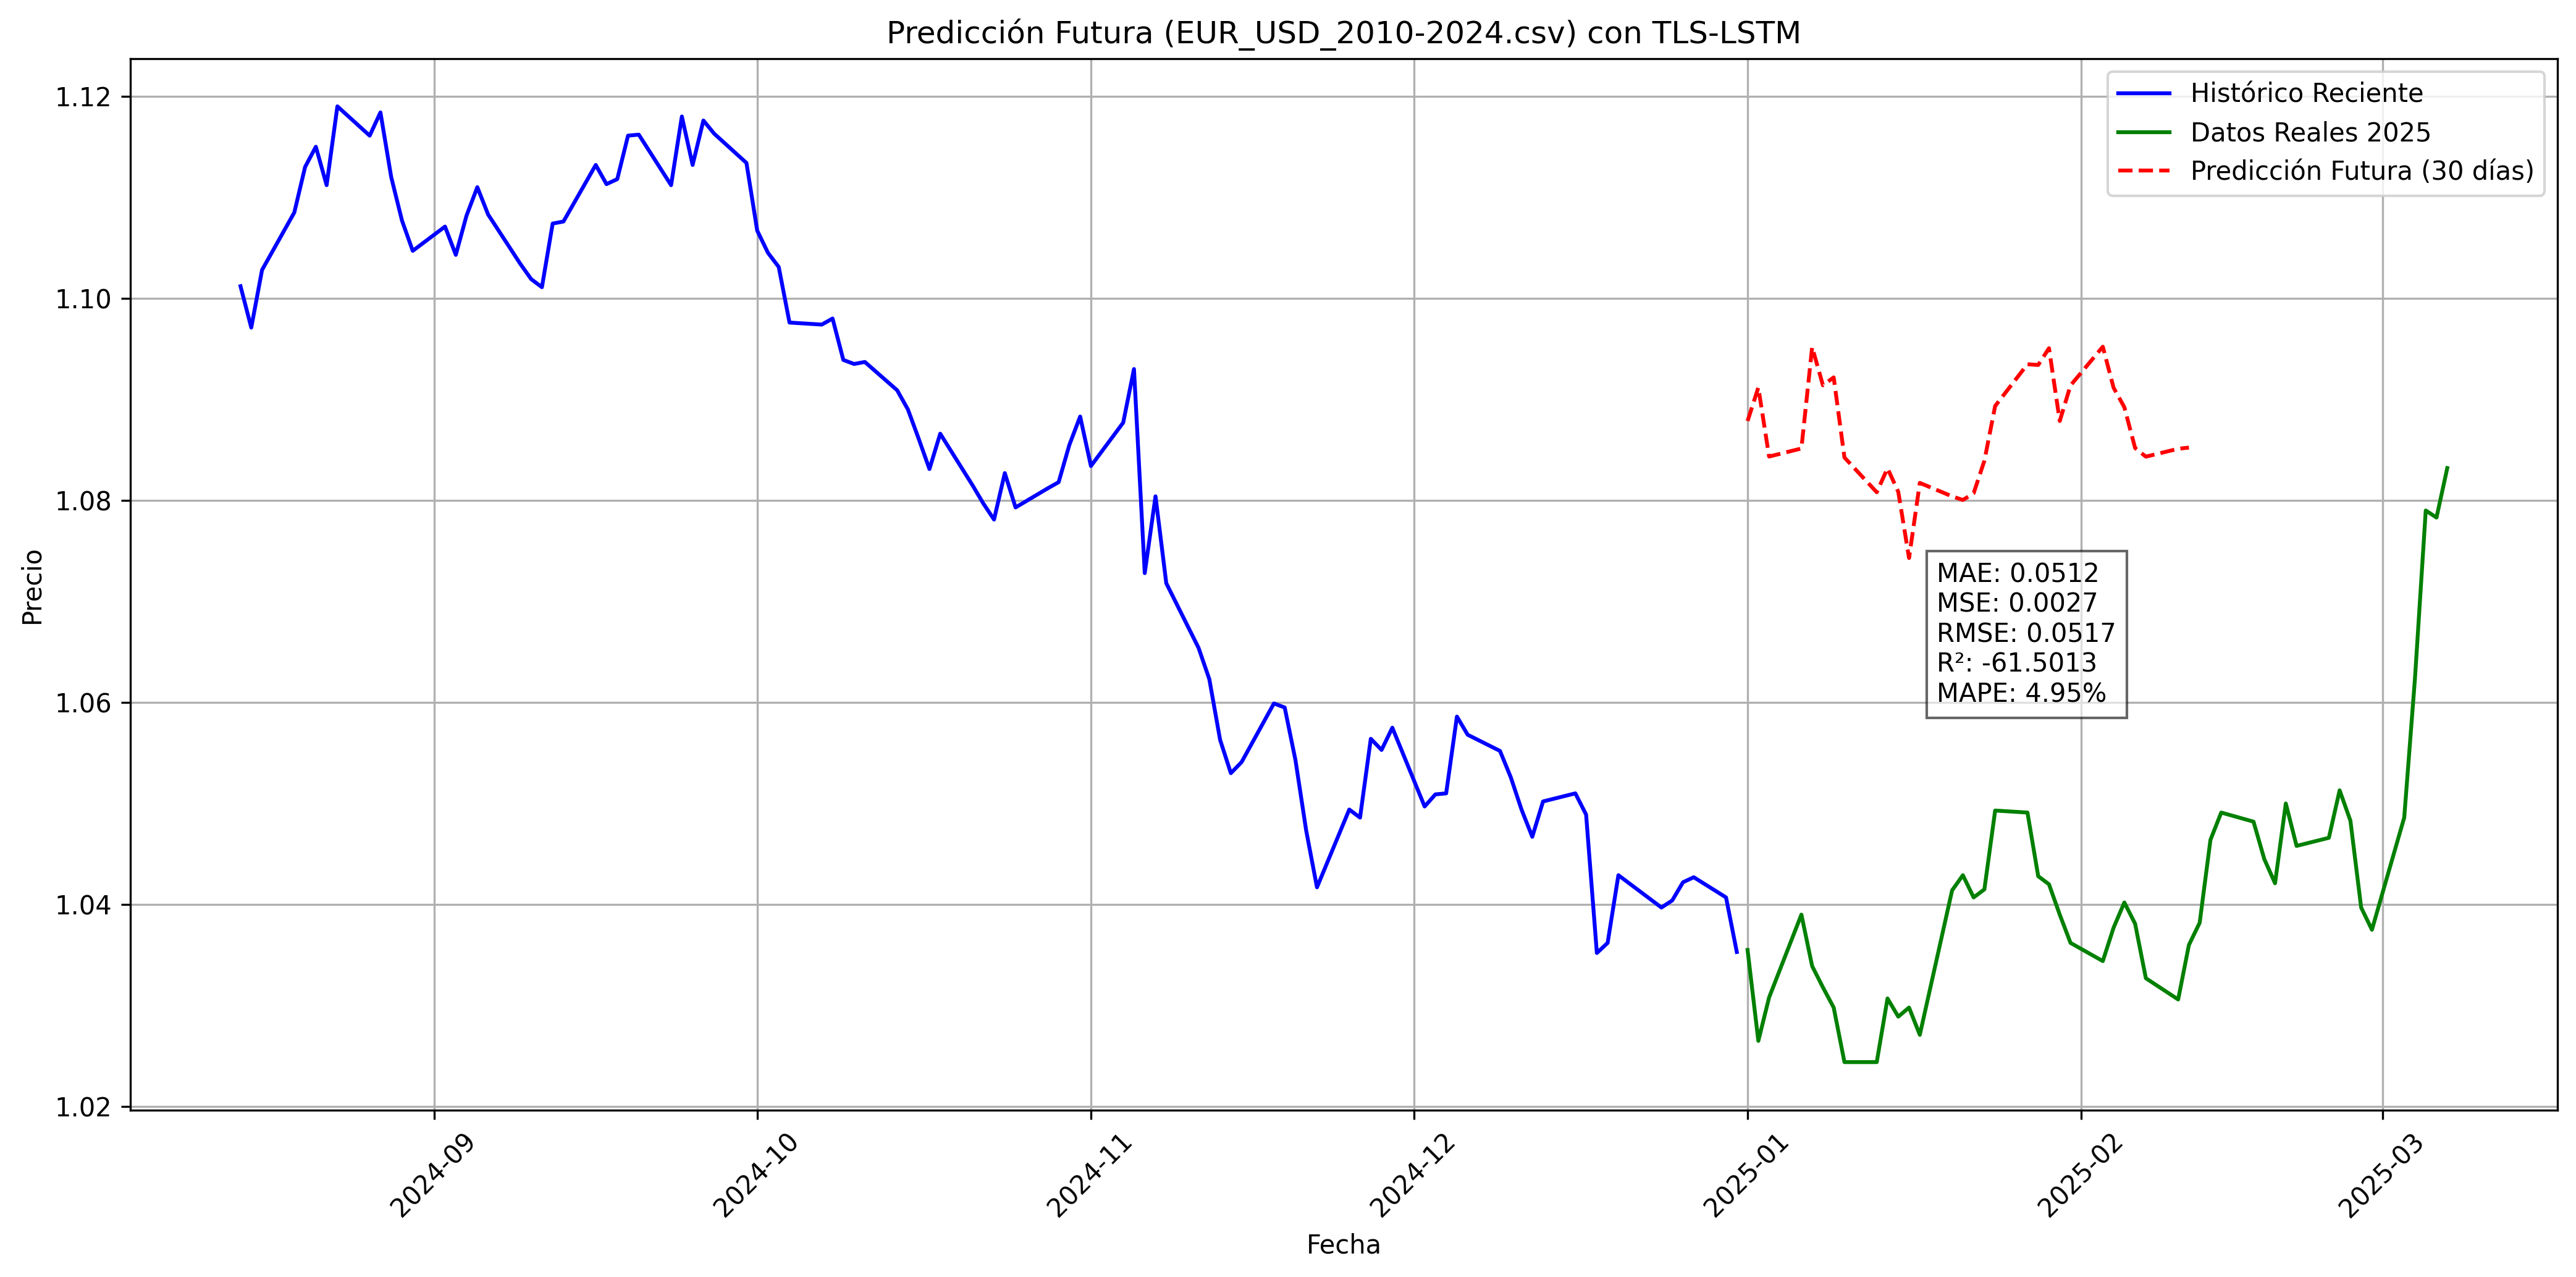 Predicción Futura (EUR_USD_2010-2024.csv) con TLS-LSTM
Histórico Reciente
Datos Reales 2025
Predicción Futura (30 días)
1.12
1.10
1.08
1.06
1.04
1.02
Precio
MAE: 0.0512
MSE: 0.0027
RMSE: 0.0517
R²: -61.5013
MAPE: 4.95%
2024-09
2024-10
2024-11
2024-12
2025-01
2025-02
2025-03
Fecha